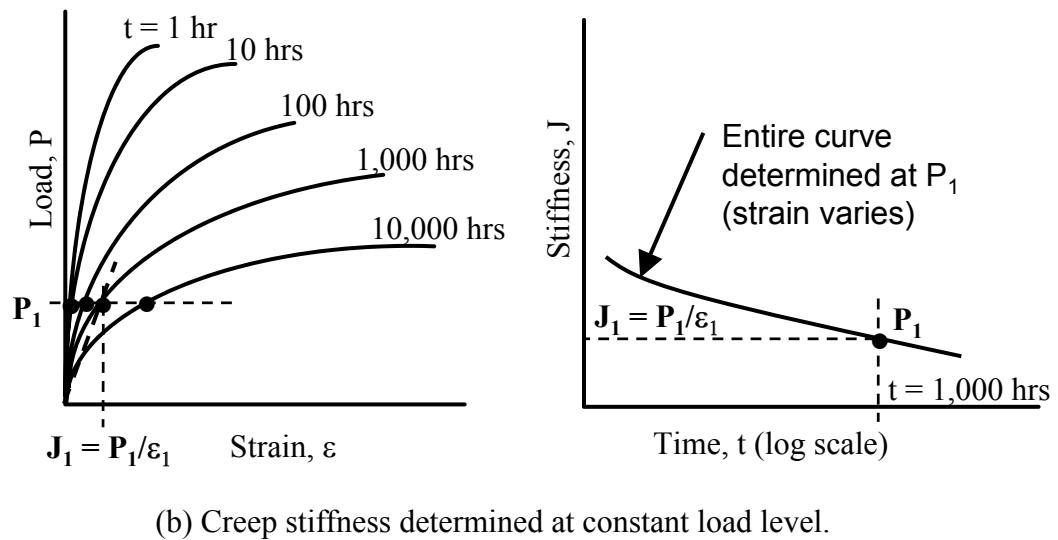 t = 1 hr
10 hrs
100 hrs
1,000 hrs
10,000 hrs
Load, P
P₁
J₁ = P₁/ε₁
Strain, ε
Stiffness, J
Entire curve
determined at P₁
(strain varies)
J₁ = P₁/ε₁
P₁
t = 1,000 hrs
Time, t (log scale)
(b) Creep stiffness determined at constant load level.